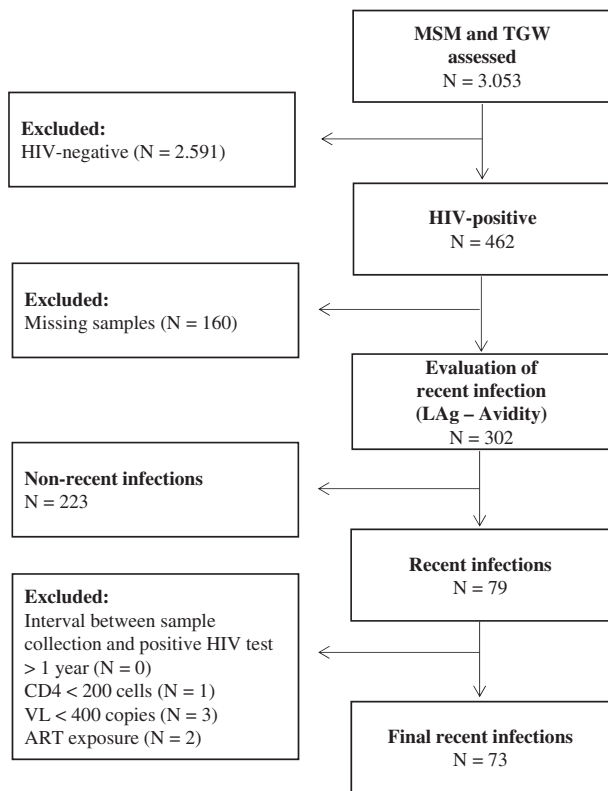 MSM and TGW
assessed
N = 3.053
Excluded:
HIV-negative (N = 2.591)
HIV-positive
N = 462
Excluded:
Missing samples (N = 160)
Evaluation of
recent infection
(LAg – Avidity)
N = 302
Non-recent infections
N = 223
Recent infections
N = 79
Excluded:
Interval between sample
collection and positive HIV test
> 1 year (N = 0)
CD4 < 200 cells (N = 1)
VL < 400 copies (N = 3)
ART exposure (N = 2)
Final recent infections
N = 73